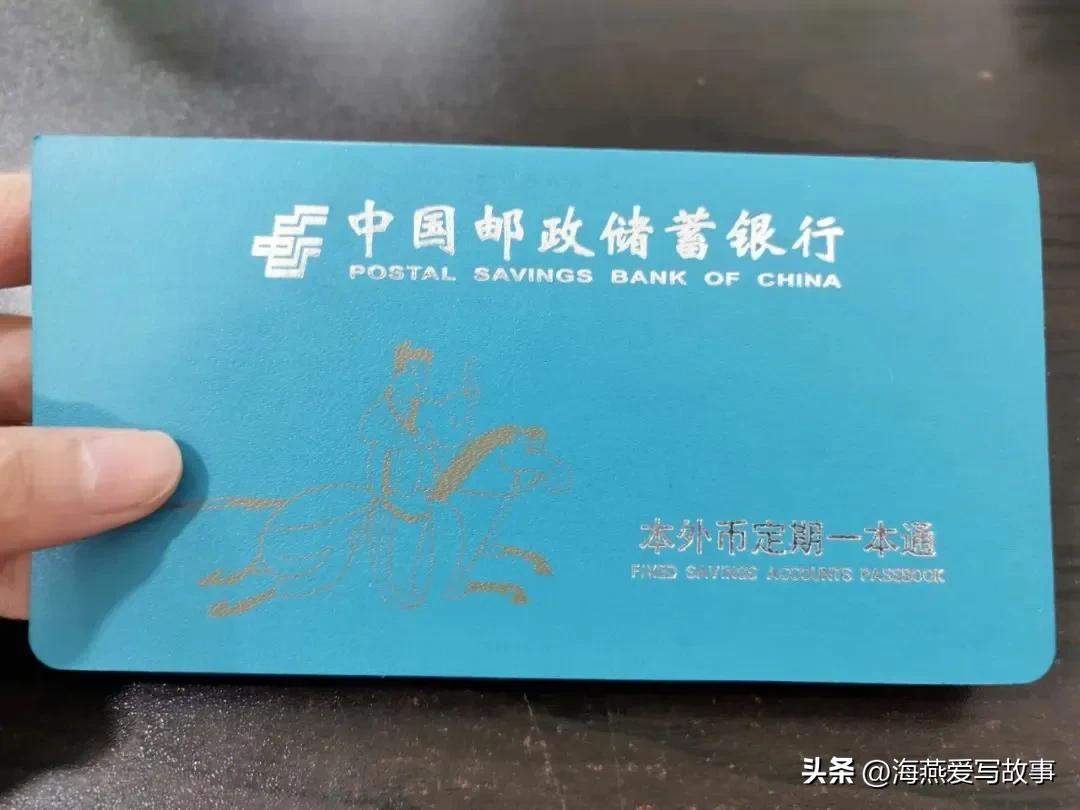 中国邮政储蓄银行
POSTAL SAVINGS BANK OF CHINA
本外币定期一本通
FIXED SAVINGS ACCOUNTS PASSBOOK
头条 @海燕爱写故事